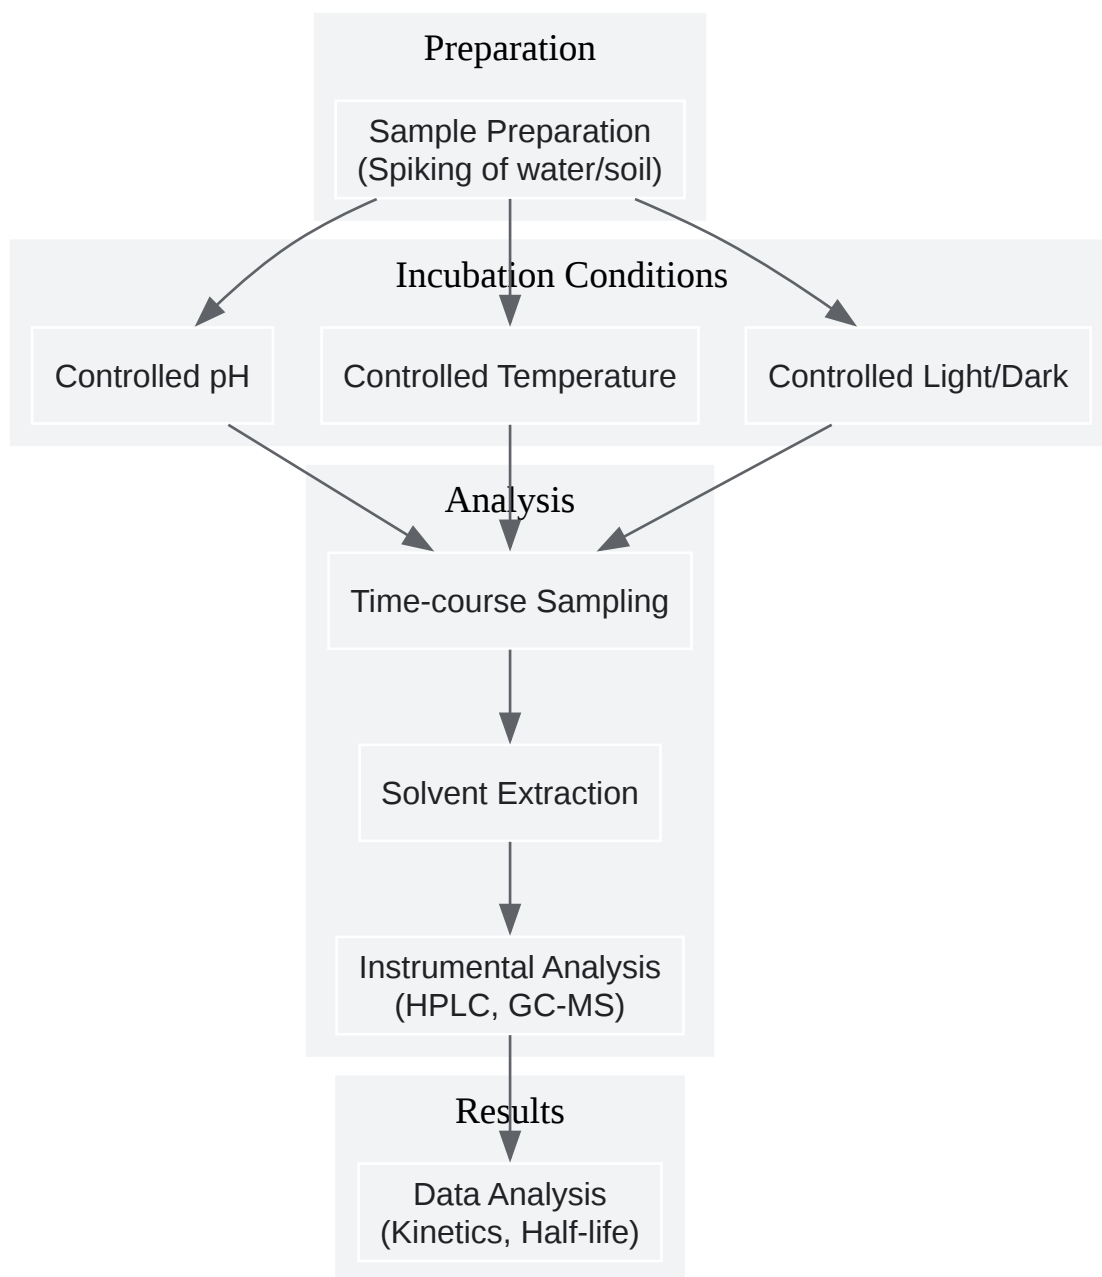 Preparation
Sample Preparation
(Spiking of water/soil)
Incubation Conditions
Controlled pH
Controlled Temperature
Controlled Light/Dark
Analysis
Time-course Sampling
Solvent Extraction
Instrumental Analysis
(HPLC, GC-MS)
Results
Data Analysis
(Kinetics, Half-life)